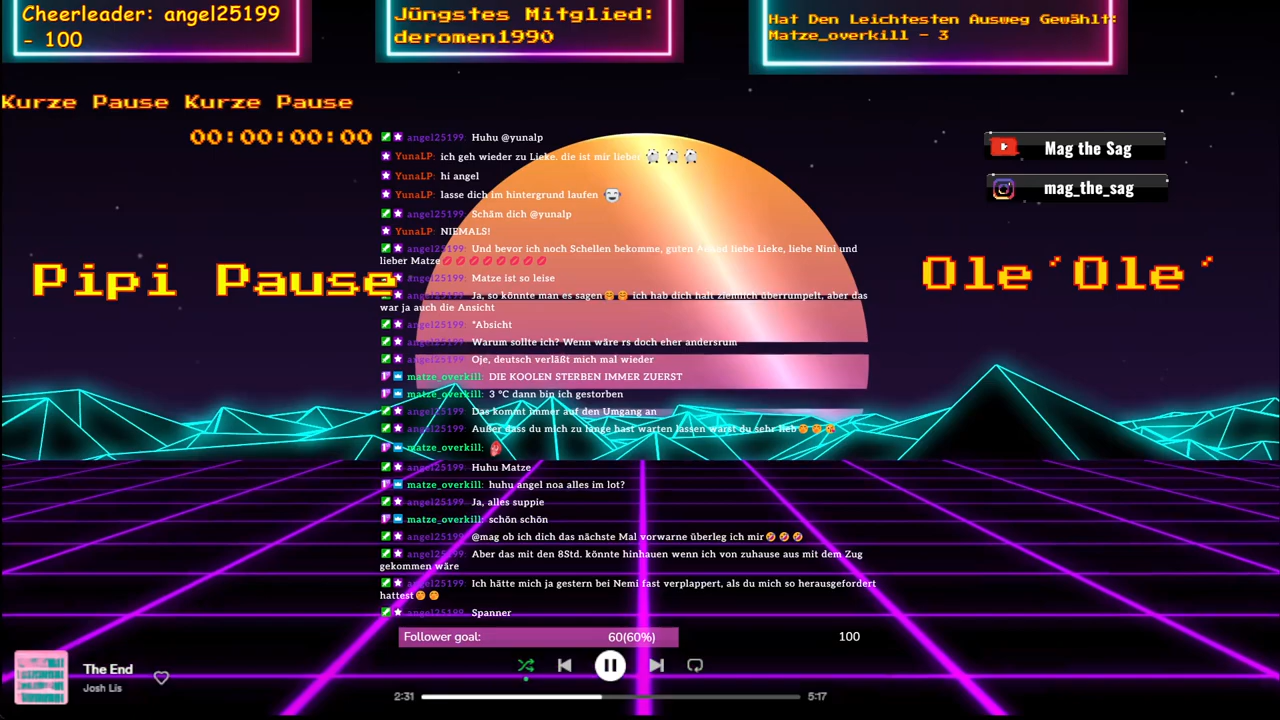 Cheerleader: angel25199
- 100
Jüngstes Mitglied:
deromen1990
Hat Den Leichtesten Ausweg Gewählt:
Matze_overkill - 3
Kurze Pause Kurze Pause
00:00:00:00
Mag the Sag
mag_the_sag
Pipi Pause
Ole´Ole´
angel25199: Huhu @yunalp
YunaLP: ich geh wieder zu Lieke. die ist mir lieber
YunaLP: hi angel
YunaLP: lasse dich im hintergrund laufen
angel25199: Schäm dich @yunalp
YunaLP: NIEMALS!
angel25199: Und bevor ich noch Schellen bekomme, guten Abend liebe Lieke, liebe Nini und
lieber Matze
angel25199: Matze ist so leise
angel25199: Ja, so könnte man es sagen ich hab dich halt ziemlich überrumpelt, aber das
war ja auch die Ansicht
angel25199: *Absicht
angel25199: Warum sollte ich? Wenn wäre rs doch eher andersrum
angel25199: Oje, deutsch verläßt mich mal wieder
matze_overkill: DIE KOOLEN STERBEN IMMER ZUERST
matze_overkill: 3 °C dann bin ich gestorben
angel25199: Das kommt immer auf den Umgang an
angel25199: Außer dass du mich zu lange hast warten lassen warst du sehr lieb
matze_overkill:
angel25199: Huhu Matze
matze_overkill: huhu angel noa alles im lot?
angel25199: Ja, alles suppie
matze_overkill: schön schön
angel25199: @mag ob ich dich das nächste Mal vorwarne überleg ich mir
angel25199: Aber das mit den 8Std. könnte hinhauen wenn ich von zuhause aus mit dem Zug
gekommen wäre
angel25199: Ich hätte mich ja gestern bei Nemi fast verplappert, als du mich so herausgefordert
hattest
angel25199: Spanner
Follower goal: 60(60%) 100
The End
Josh Lis
2:31 5:17